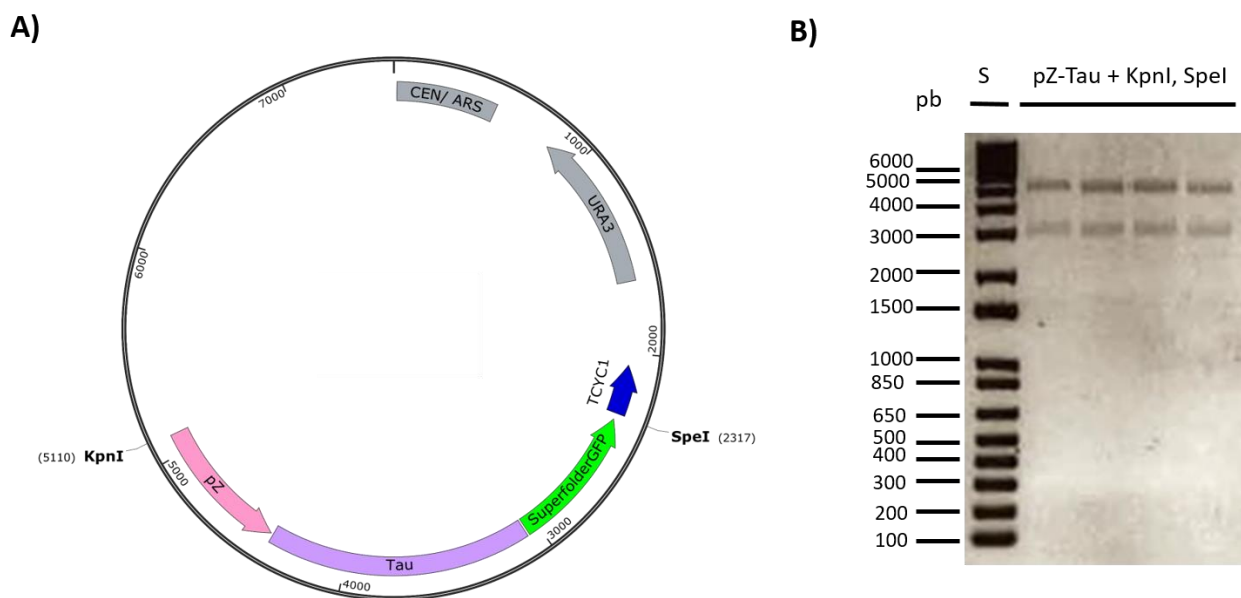 A)
CEN/ ARS
1000
URA3
2000
TCYC1
SpeI (2317)
SuperfolderGFP
3000
Tau
4000
pZ
5000
(5110) KpnI
6000
7000
B)
S pZ-Tau + KpnI, SpeI
pb
6000
5000
4000
3000
2000
1500
1000
850
650
500
400
300
200
100